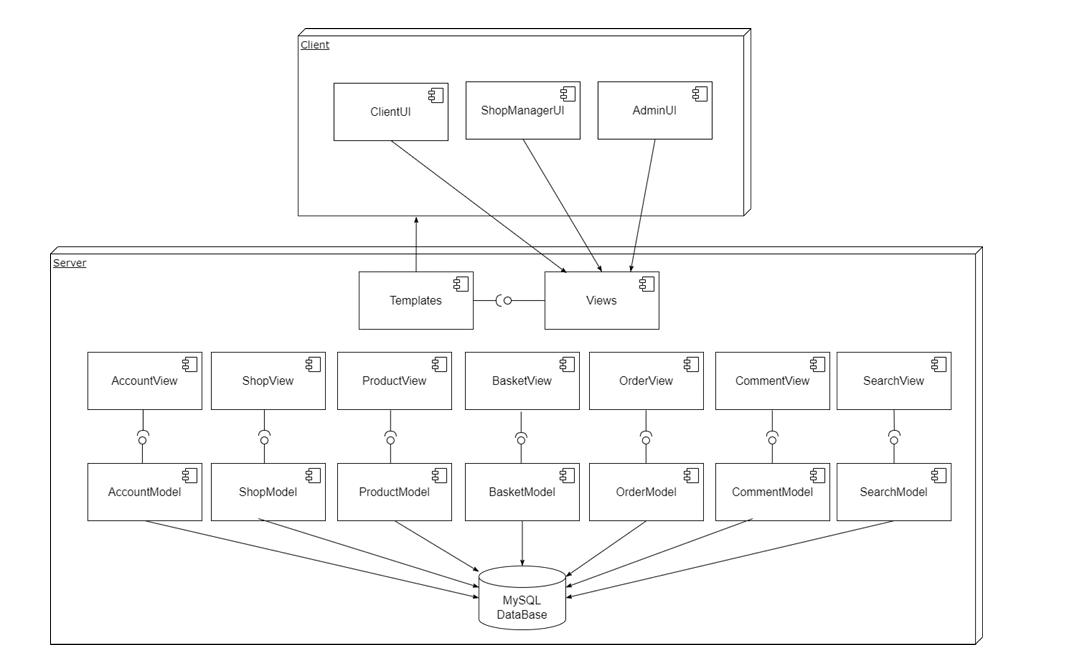 Client
ClientUI
ShopManagerUI
AdminUI
Server
Templates
Views
AccountView
ShopView
ProductView
BasketView
OrderView
CommentView
SearchView
AccountModel
ShopModel
ProductModel
BasketModel
OrderModel
CommentModel
SearchModel
MySQL
DataBase